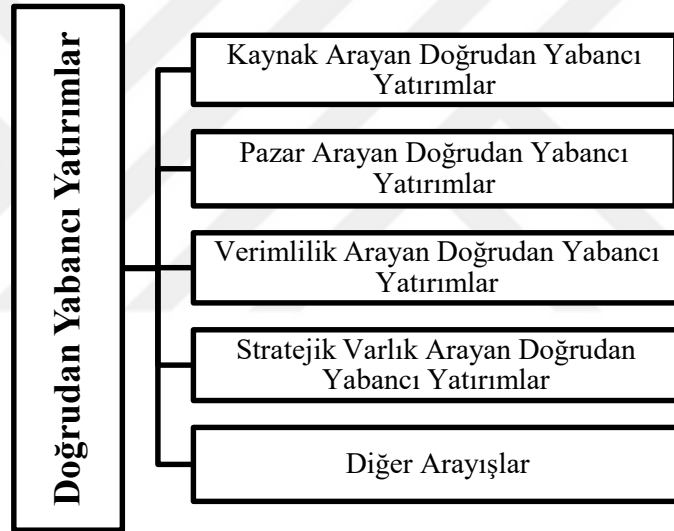 Doğrudan Yabancı Yatırımlar
Kaynak Arayan Doğrudan Yabancı
Yatırımlar
Pazar Arayan Doğrudan Yabancı
Yatırımlar
Verimlilik Arayan Doğrudan Yabancı
Yatırımlar
Stratejik Varlık Arayan Doğrudan
Yabancı Yatırımlar
Diğer Arayışlar